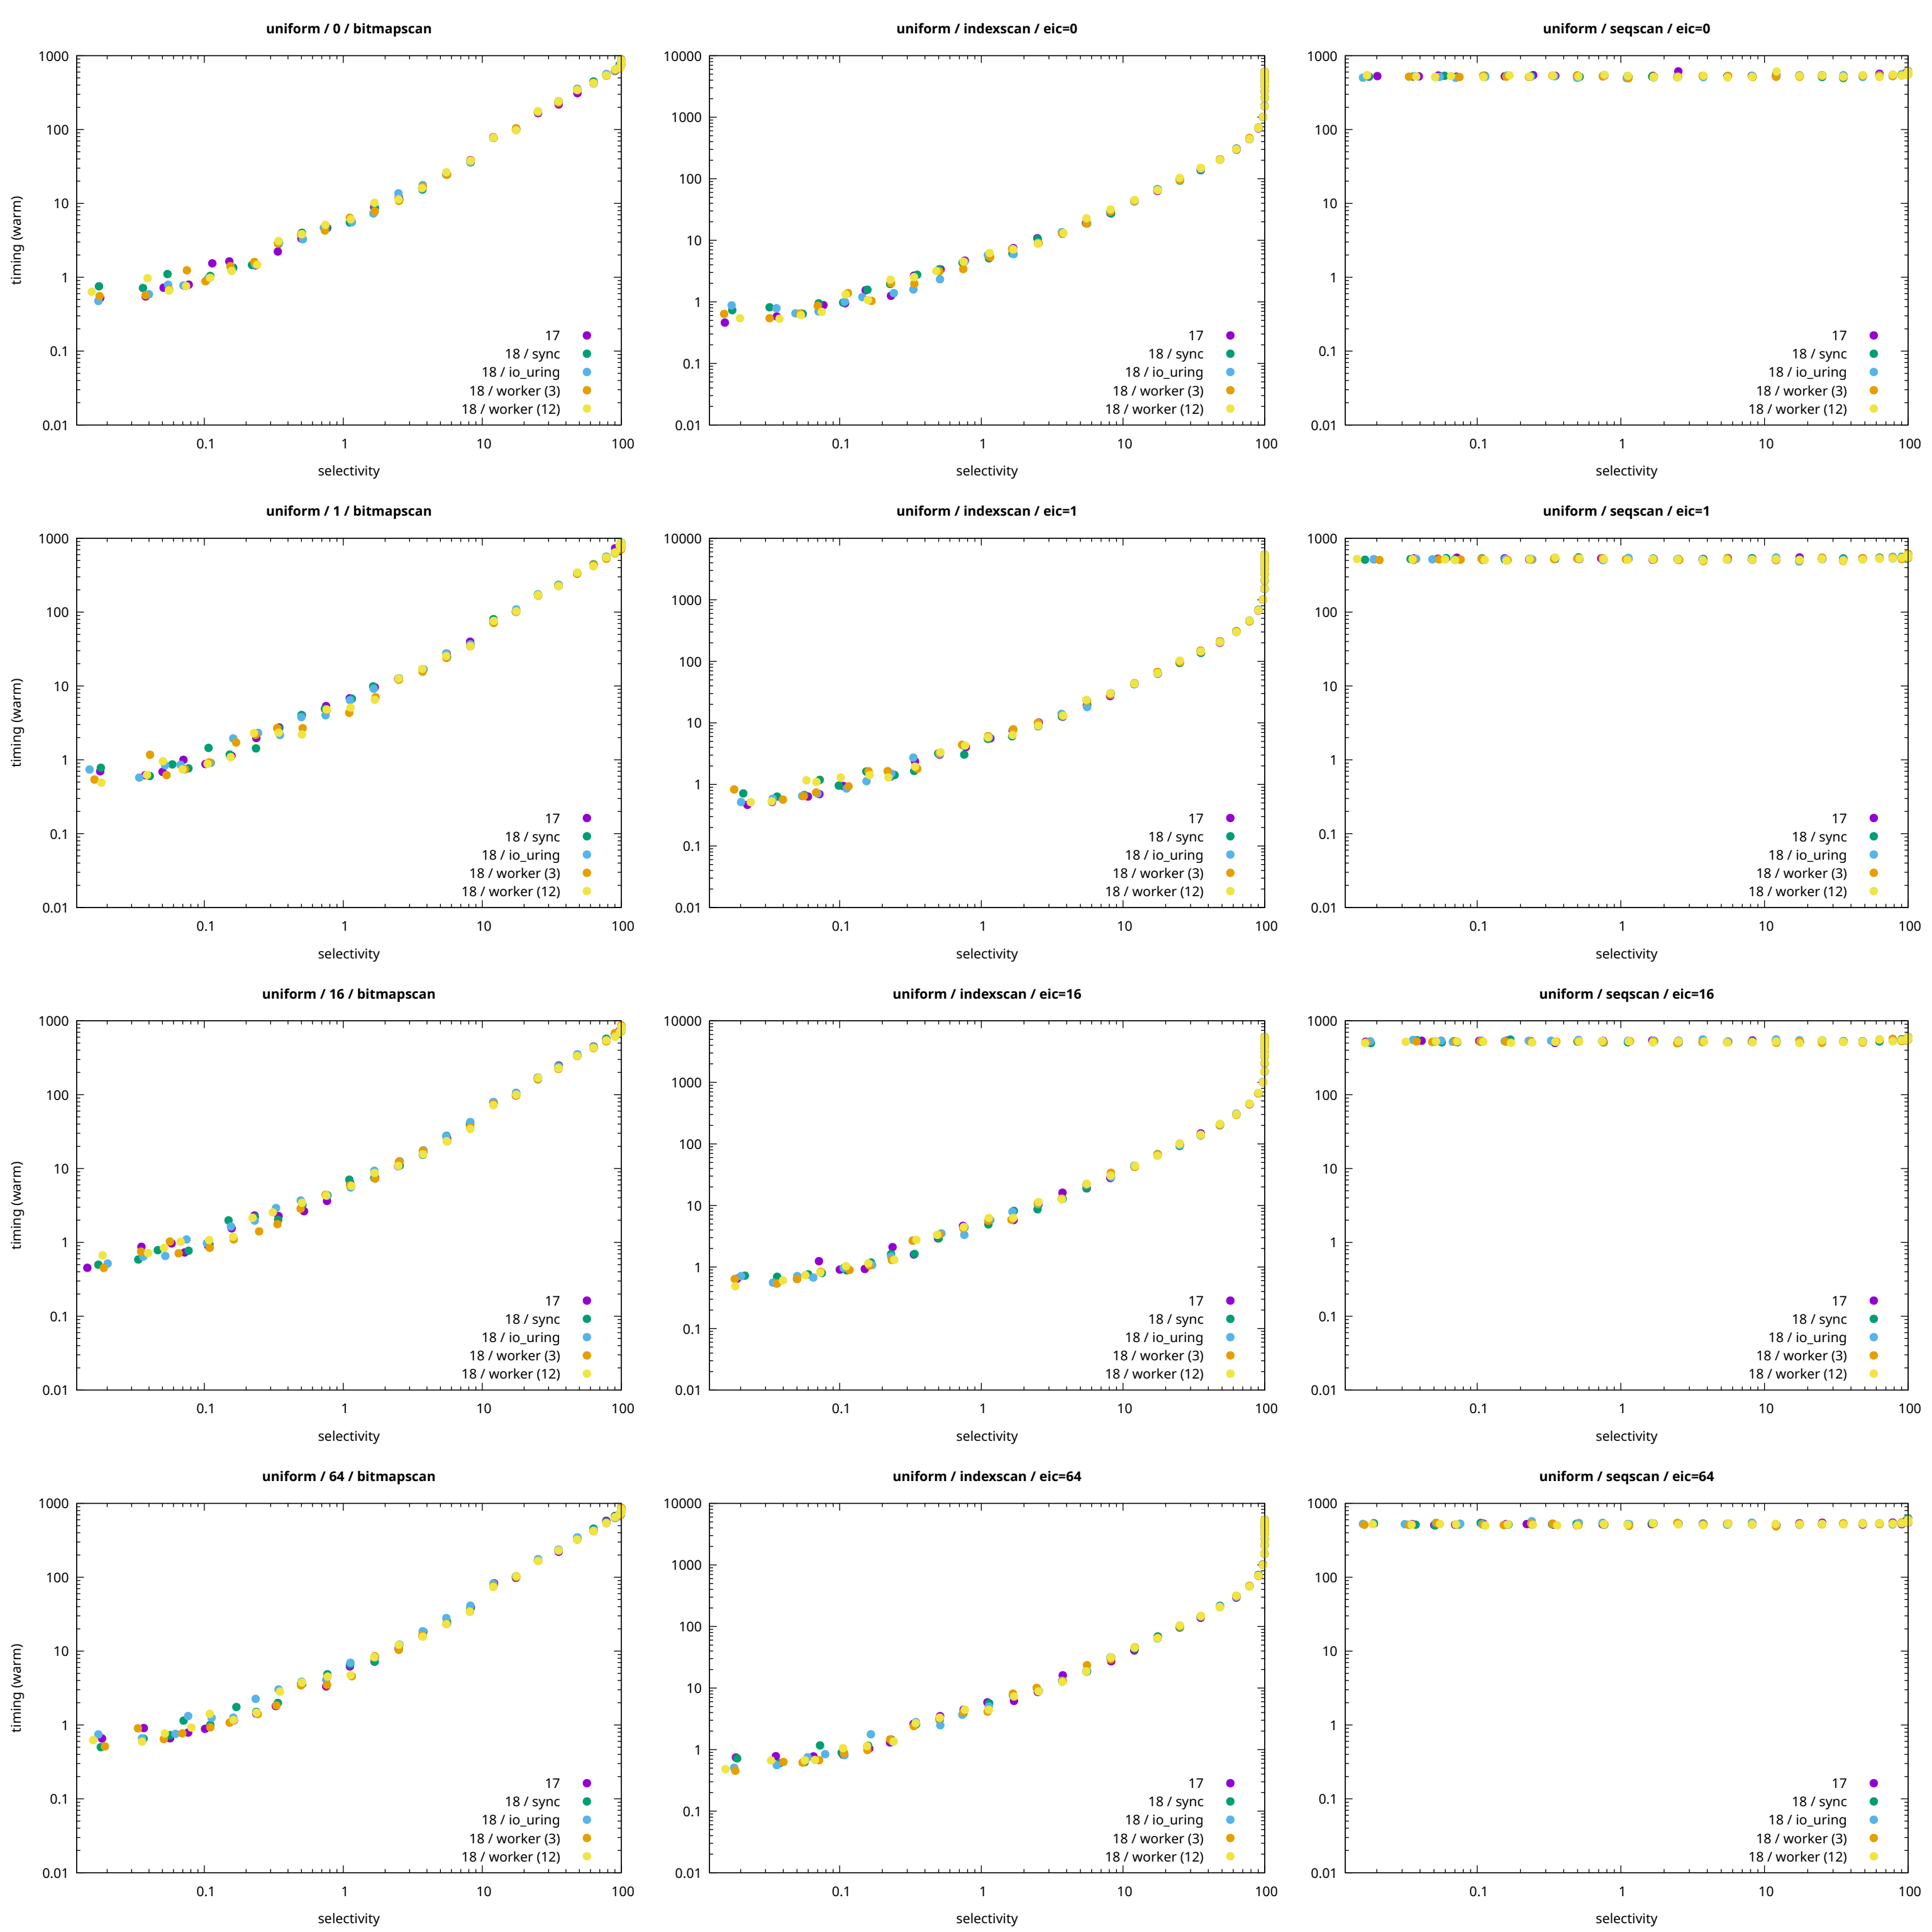 uniform / 0 / bitmapscan
timing (warm)
1000
100
10
1
0.1
0.01
17
18 / sync
18 / io_uring
18 / worker (3)
18 / worker (12)
0.1 1 10 100
selectivity
uniform / indexscan / eic=0
10000
1000
100
10
1
0.1
0.01
17
18 / sync
18 / io_uring
18 / worker (3)
18 / worker (12)
0.1 1 10 100
selectivity
uniform / seqscan / eic=0
1000
100
10
1
0.1
0.01
17
18 / sync
18 / io_uring
18 / worker (3)
18 / worker (12)
0.1 1 10 100
selectivity
uniform / 1 / bitmapscan
timing (warm)
1000
100
10
1
0.1
0.01
17
18 / sync
18 / io_uring
18 / worker (3)
18 / worker (12)
0.1 1 10 100
selectivity
uniform / indexscan / eic=1
10000
1000
100
10
1
0.1
0.01
17
18 / sync
18 / io_uring
18 / worker (3)
18 / worker (12)
0.1 1 10 100
selectivity
uniform / seqscan / eic=1
1000
100
10
1
0.1
0.01
17
18 / sync
18 / io_uring
18 / worker (3)
18 / worker (12)
0.1 1 10 100
selectivity
uniform / 16 / bitmapscan
timing (warm)
1000
100
10
1
0.1
0.01
17
18 / sync
18 / io_uring
18 / worker (3)
18 / worker (12)
0.1 1 10 100
selectivity
uniform / indexscan / eic=16
10000
1000
100
10
1
0.1
0.01
17
18 / sync
18 / io_uring
18 / worker (3)
18 / worker (12)
0.1 1 10 100
selectivity
uniform / seqscan / eic=16
1000
100
10
1
0.1
0.01
17
18 / sync
18 / io_uring
18 / worker (3)
18 / worker (12)
0.1 1 10 100
selectivity
uniform / 64 / bitmapscan
timing (warm)
1000
100
10
1
0.1
0.01
17
18 / sync
18 / io_uring
18 / worker (3)
18 / worker (12)
0.1 1 10 100
selectivity
uniform / indexscan / eic=64
10000
1000
100
10
1
0.1
0.01
17
18 / sync
18 / io_uring
18 / worker (3)
18 / worker (12)
0.1 1 10 100
selectivity
uniform / seqscan / eic=64
1000
100
10
1
0.1
0.01
17
18 / sync
18 / io_uring
18 / worker (3)
18 / worker (12)
0.1 1 10 100
selectivity